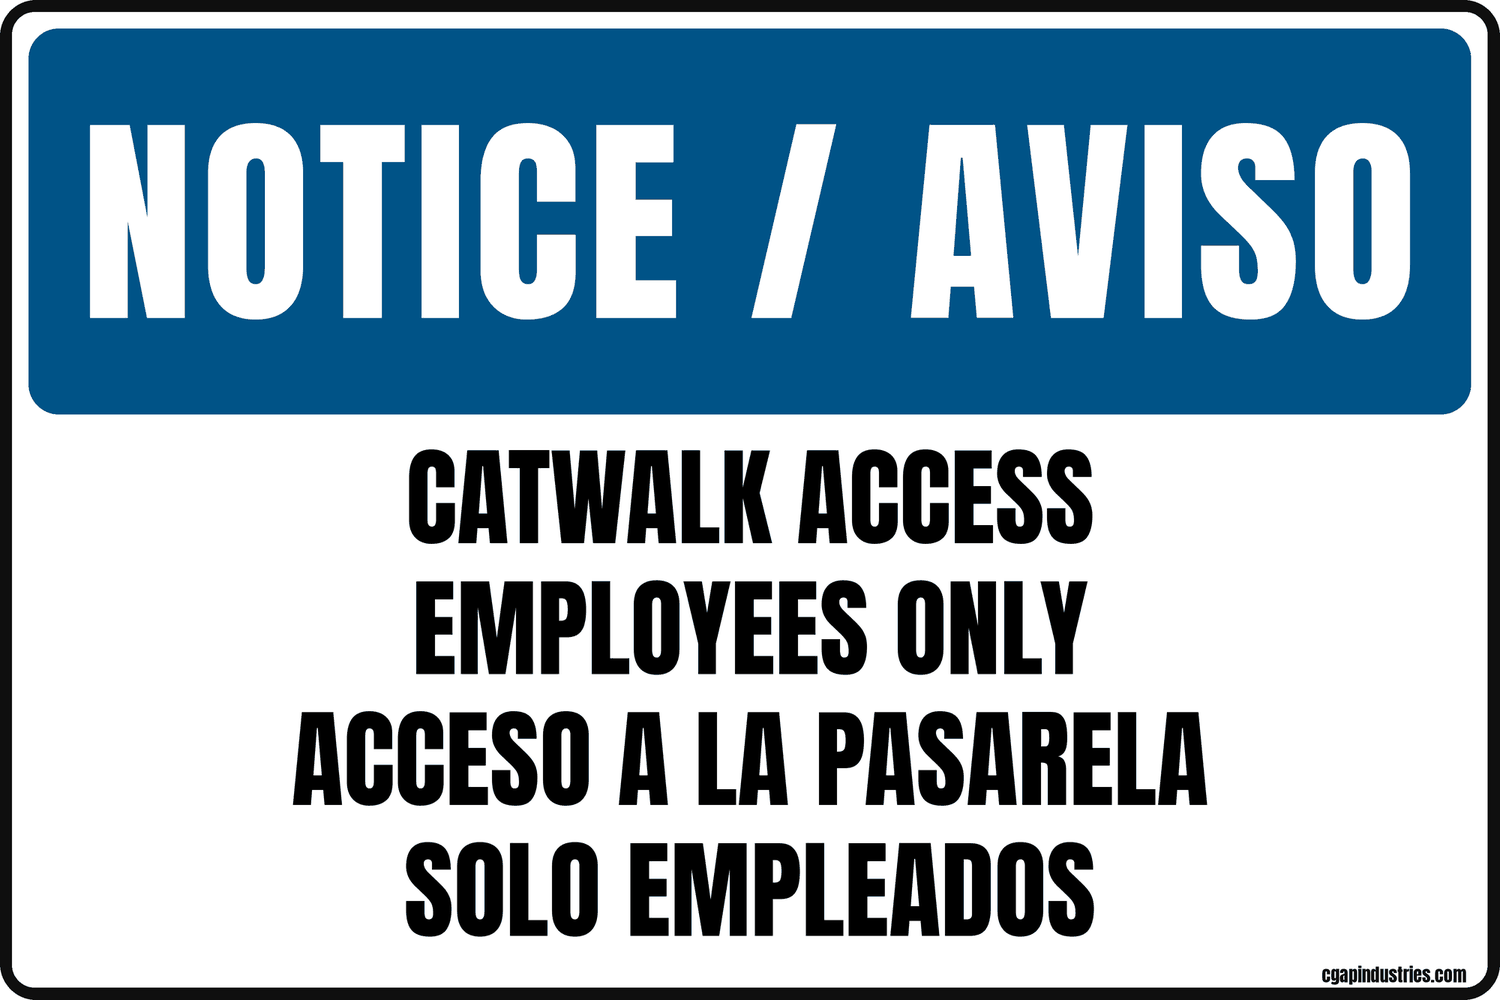 NOTICE / AVISO
CATWALK ACCESS
EMPLOYEES ONLY
ACCESO A LA PASARELA
SOLO EMPLEADOS
cgapindustries.com